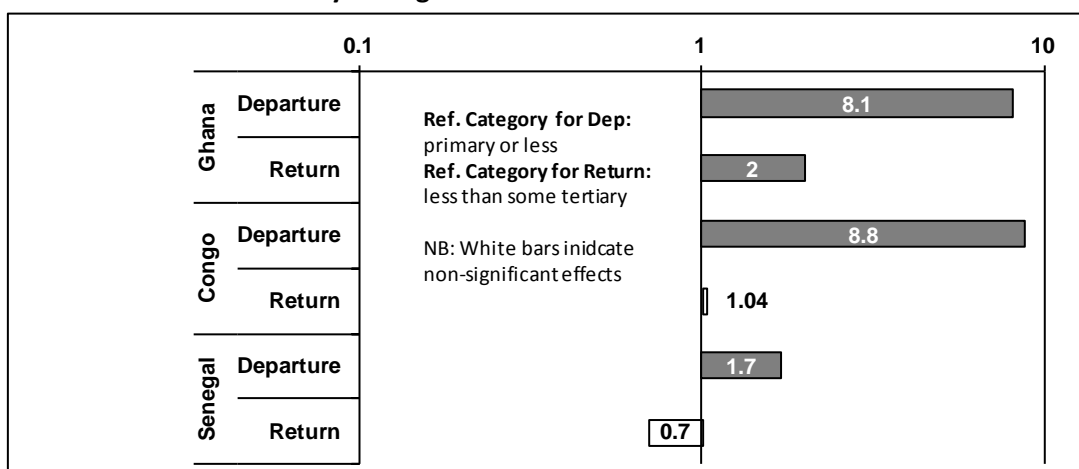 0.1 1 10
Ghana
Departure 8.1
Return 2
Ref. Category for Dep:
primary or less
Ref. Category for Return:
less than some tertiary
NB: White bars inidcate
non-significant effects
Congo
Departure 8.8
Return 1.04
Senegal
Departure 1.7
Return 0.7